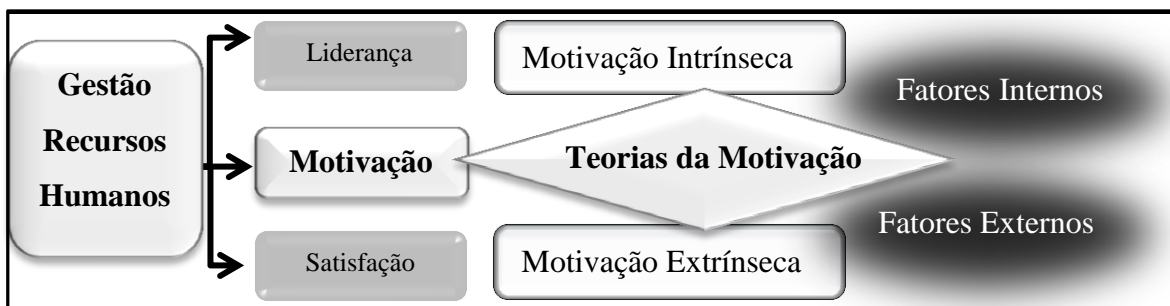 Gestão
Recursos
Humanos
Liderança
Motivação
Satisfação
Motivação Intrínseca
Teorias da Motivação
Motivação Extrínseca
Fatores Internos
Fatores Externos